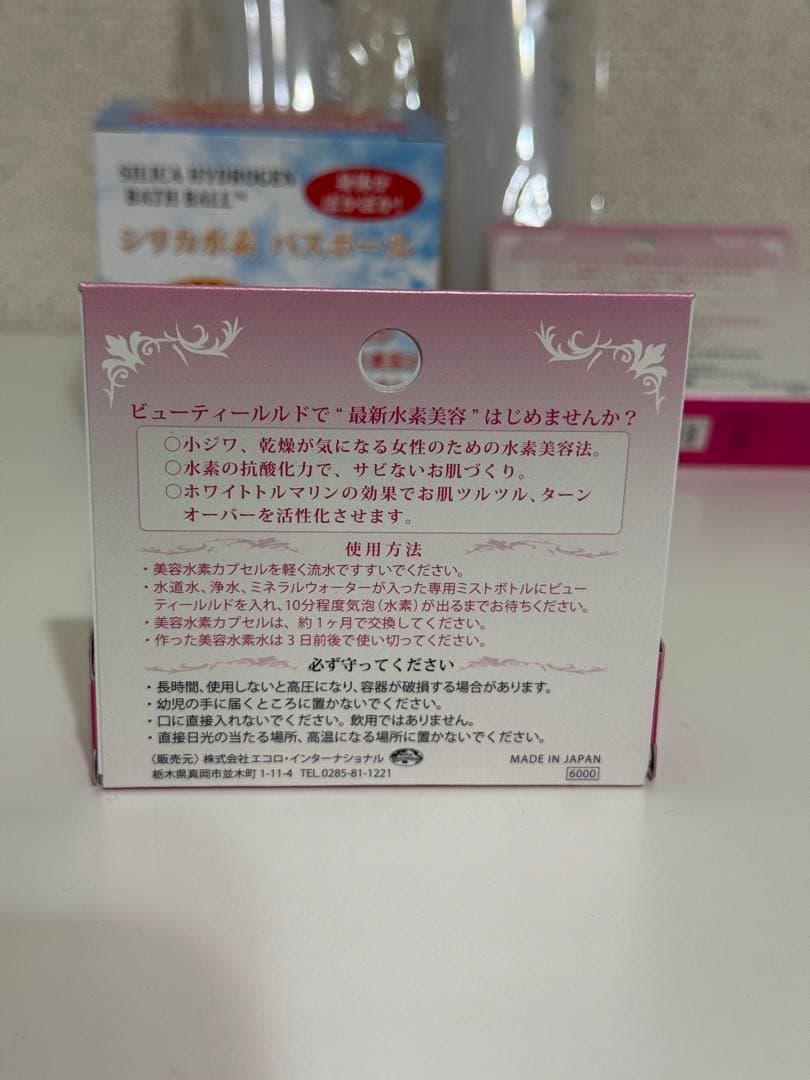 SILICA HYDROGEN
BATH BALL™
シリカ水素 バスボール
ビューティールルドで“最新水素美容”はじめませんか？
○小ジワ、乾燥が気になる女性のための水素美容法。
○水素の抗酸化力で、サビないお肌づくり。
○ホワイトトルマリンの効果でお肌ツルツル、ターン
オーバーを活性化させます。
使用方法
・美容水素カプセルを軽く流水ですすいでください。
・水道水、浄水、ミネラルウォーターが入った専用ミストボトルにビュー
ティールルドを入れ、10分程度気泡（水素）が出るまでお待ちください。
・美容水素カプセルは、約1ヶ月で交換してください。
・作った美容水素水は3日前後で使い切ってください。
必ず守ってください
・長時間、使用しないと高圧になり、容器が破損する場合があります。
・幼児の手に届くところに置かないでください。
・口に直接入れないでください。飲用ではありません。
・直接日光の当たる場所、高温になる場所に置かないでください。
〈販売元〉株式会社エコロ・インターナショナル
MADE IN JAPAN
栃木県真岡市並木町1-11-4 TEL.0285-81-1221
6000